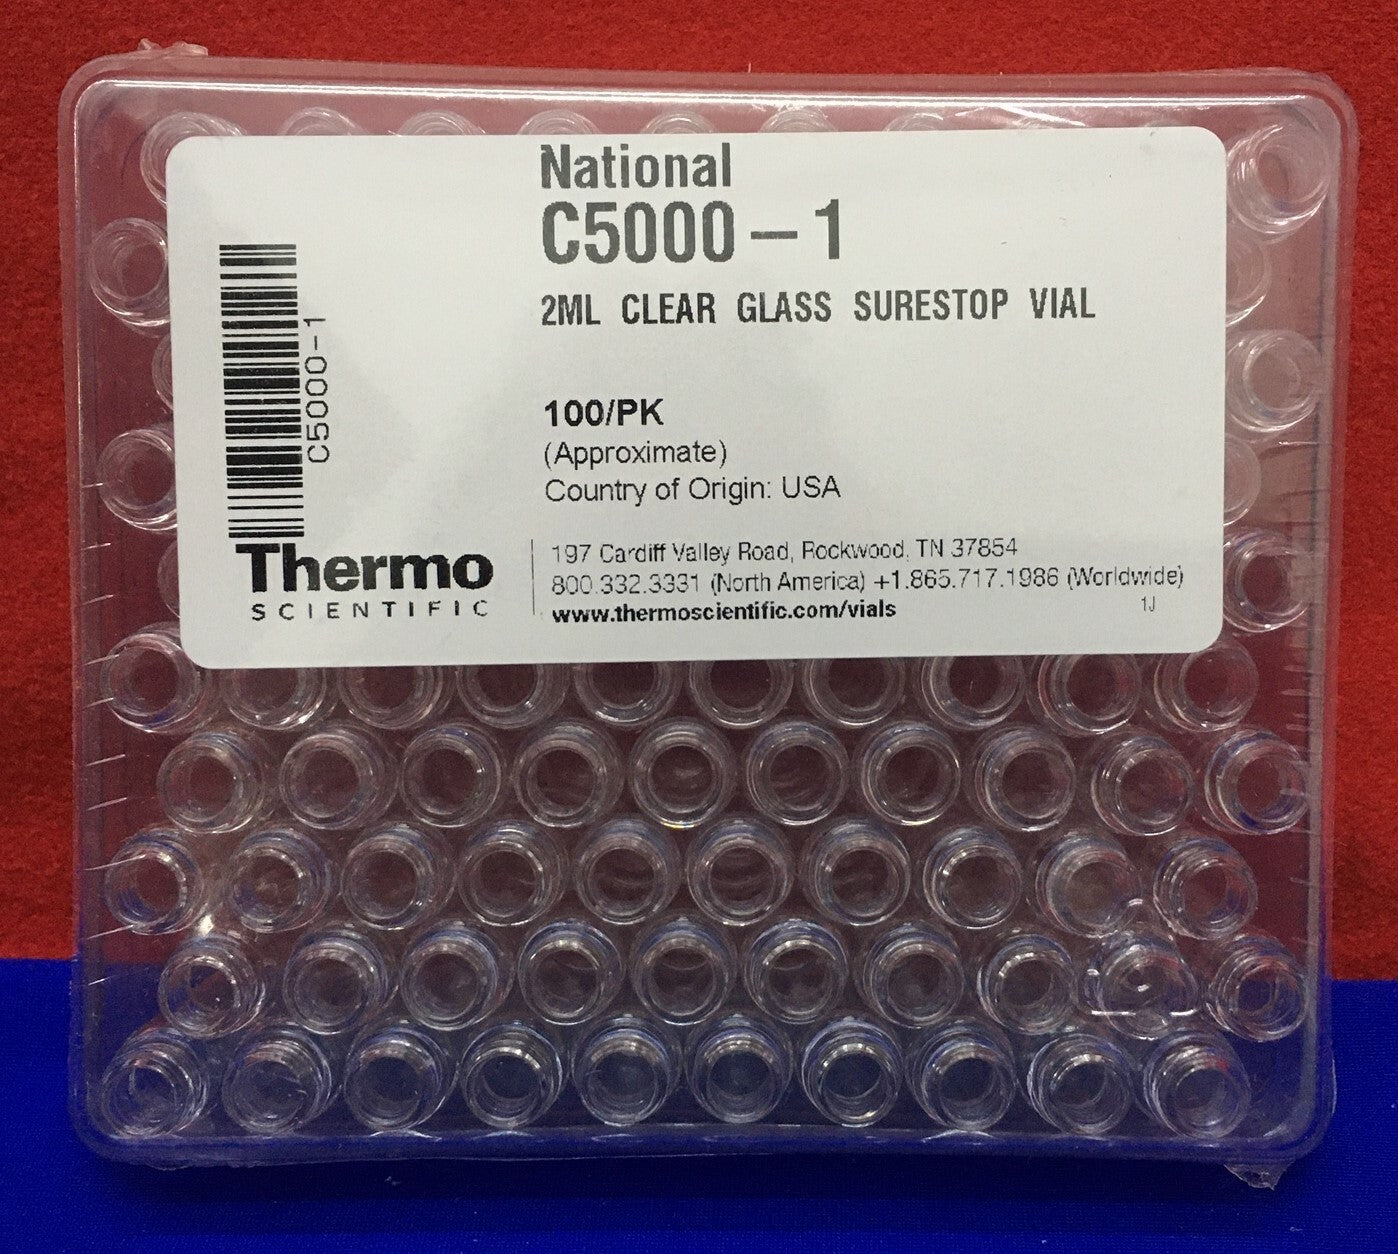 National
C5000-1
2ML CLEAR GLASS SURESTOP VIAL
C5000-1
100/PK
(Approximate)
Country of Origin: USA
Thermo
SCIENTIFIC
197 Cardiff Valley Road, Rockwood, TN 37854
800.332.3331 (North America) +1.865.717.1986 (Worldwide)
www.thermoscientific.com/vials
1J